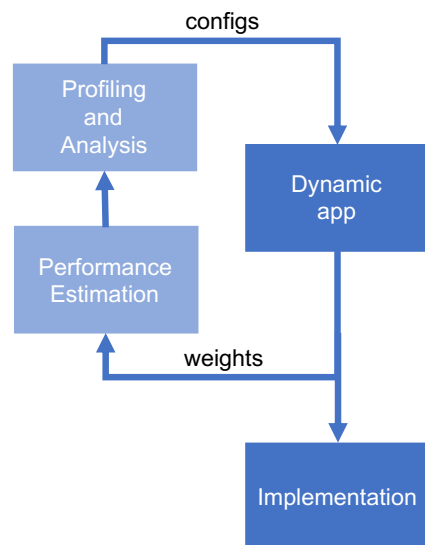 configs
Profiling
and
Analysis
Dynamic
app
Performance
Estimation
weights
Implementation